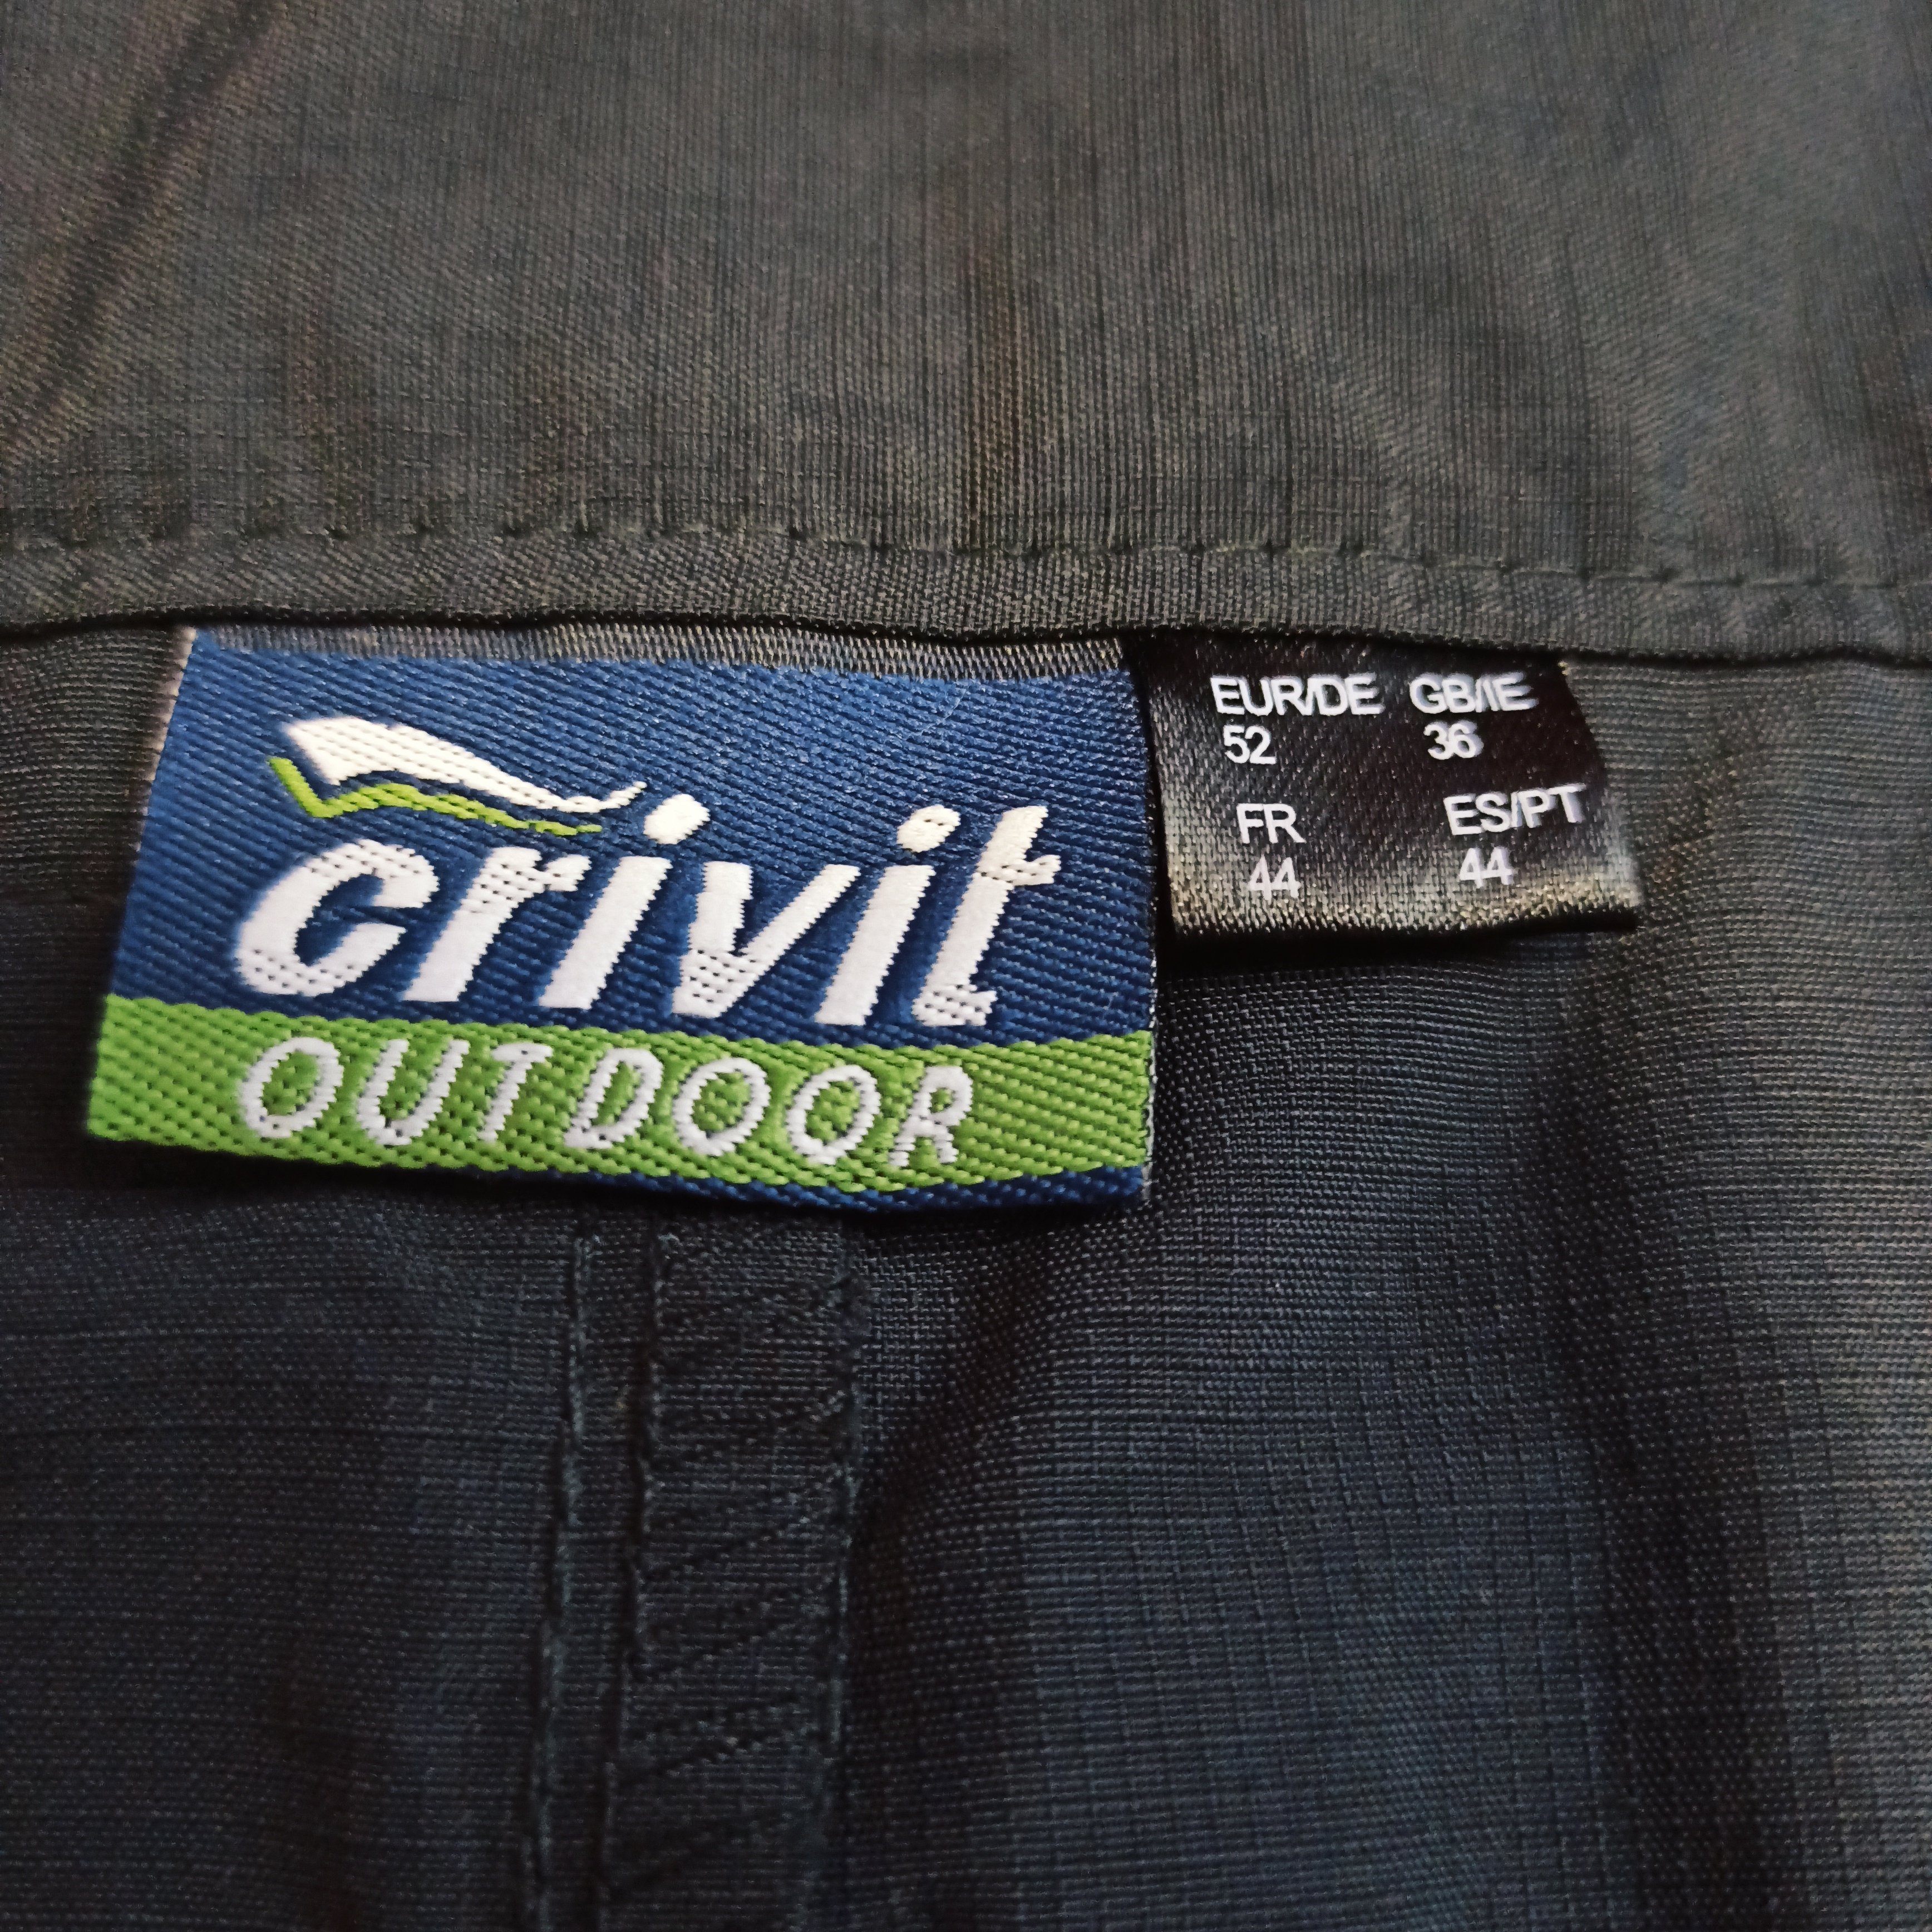 crivit
OUTDOOR
EUR/DE GB/IE
52 36
FR ES/PT
44 44